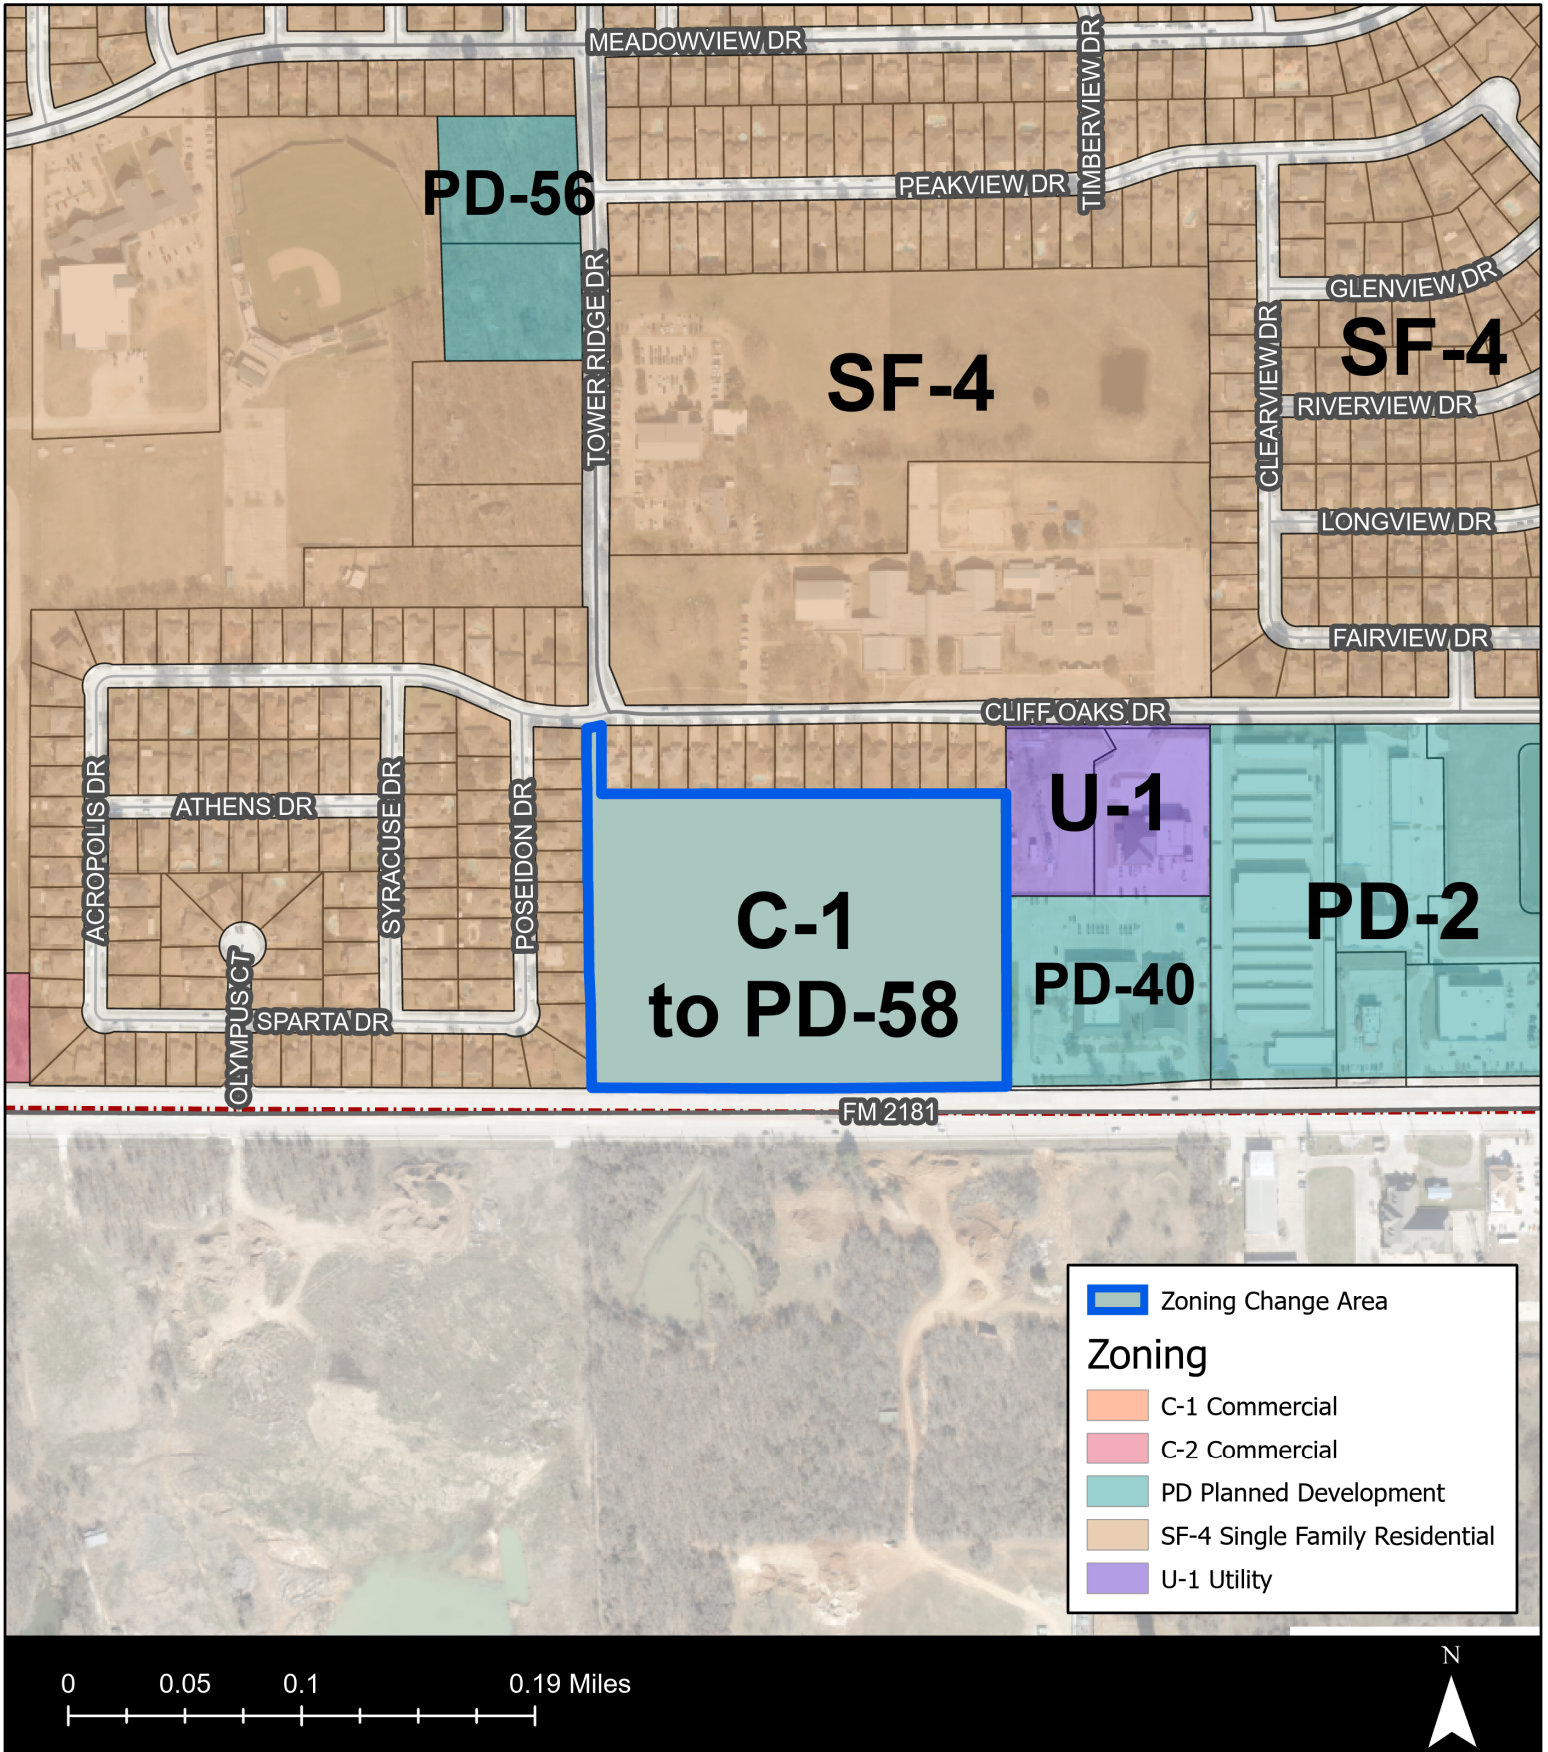 MEADOWVIEW DR
TIMBERVIEW DR
PD-56
PEAKVIEW DR
TOWER RIDGE DR
GLENVIEW DR
SF-4
SF-4
CLEARVIEW DR
RIVERVIEW DR
LONGVIEW DR
FAIRVIEW DR
CLIFF OAKS DR
ACROPOLIS DR
ATHENS DR
SYRACUSE DR
POSEIDON DR
U-1
C-1
to PD-58
PD-2
PD-40
OLYMPUS CT
SPARTA DR
FM 2181
Zoning Change Area
Zoning
C-1 Commercial
C-2 Commercial
PD Planned Development
SF-4 Single Family Residential
U-1 Utility
0 0.05 0.1 0.19 Miles
N